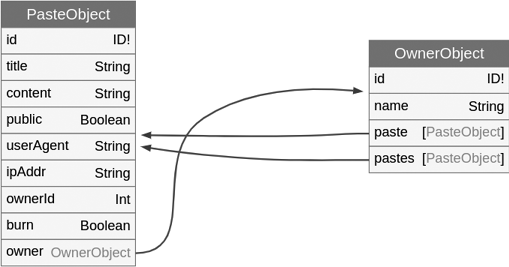 PasteObject
id ID!
title String
content String
public Boolean
userAgent String
ipAddr String
ownerId Int
burn Boolean
owner OwnerObject
OwnerObject
id ID!
name String
paste [PasteObject]
pastes [PasteObject]